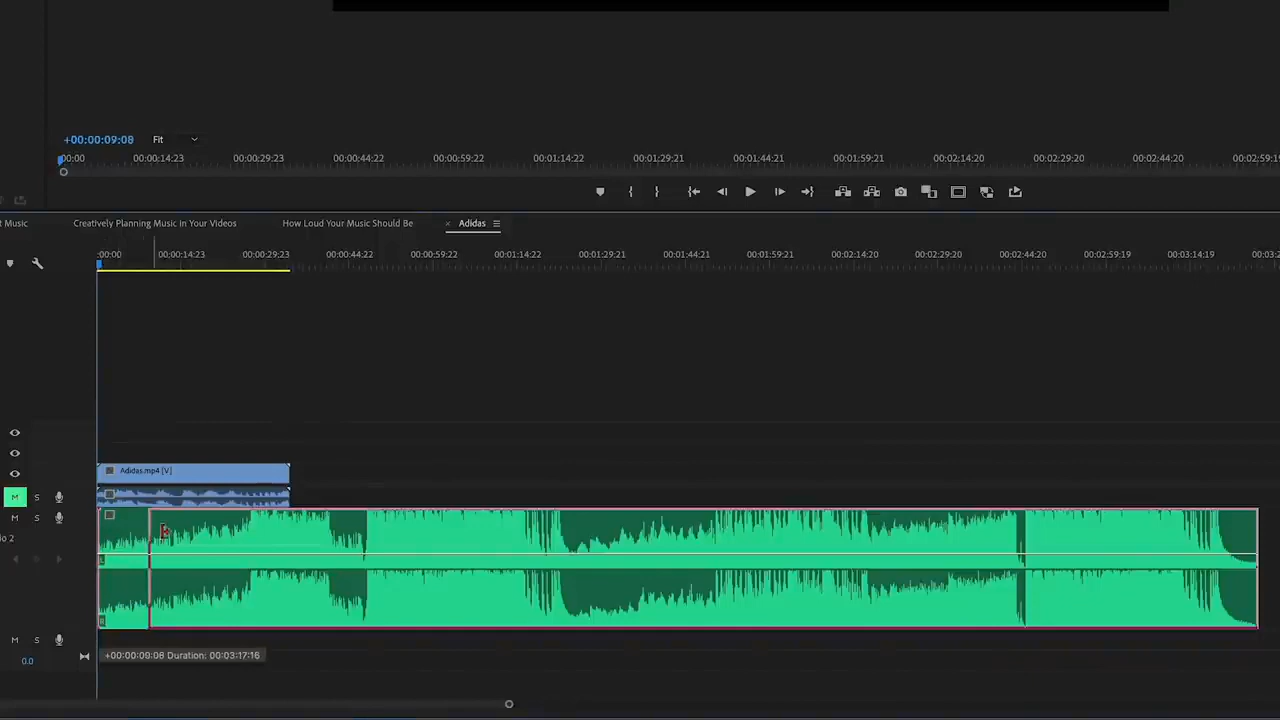 +00:00:09:08 Fit
:00:00 00:00:14:23 00:00:29:23 00:00:44:22 00:00:59:22 00:01:14:22 00:01:29:21 00:01:44:21 00:01:59:21 00:02:14:20 00:02:29:20 00:02:44:20 00:02:59:19
t Music Creatively Planning Music in Your Videos How Loud Your Music Should Be × Adidas
:00:00 00:00:14:23 00:00:29:23 00:00:44:22 00:00:59:22 00:01:14:22 00:01:29:21 00:01:44:21 00:01:59:21 00:02:14:20 00:02:29:20 00:02:44:20 00:02:59:19 00:03:14:19 00:03:2
Adidas.mp4 [V]
M S
M S
io 2
L
R
M S
0.0
+00:00:09:08 Duration: 00:03:17:16